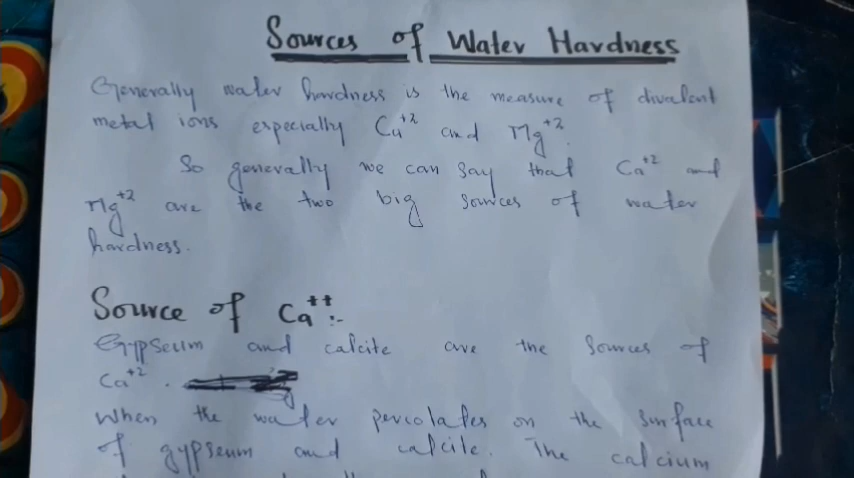 Sources of Water Hardness
Generally water hardness is the measure of divalent
metal ions especially Ca+2 and Mg+2.
So generally we can say that Ca+2 and
Mg+2 are the two big sources of water
hardness.
Source of Ca++:-
Gypseum and calcite are the sources of
Ca+2.
When the water percolates on the surface
of gypseum and calcite. The calcium